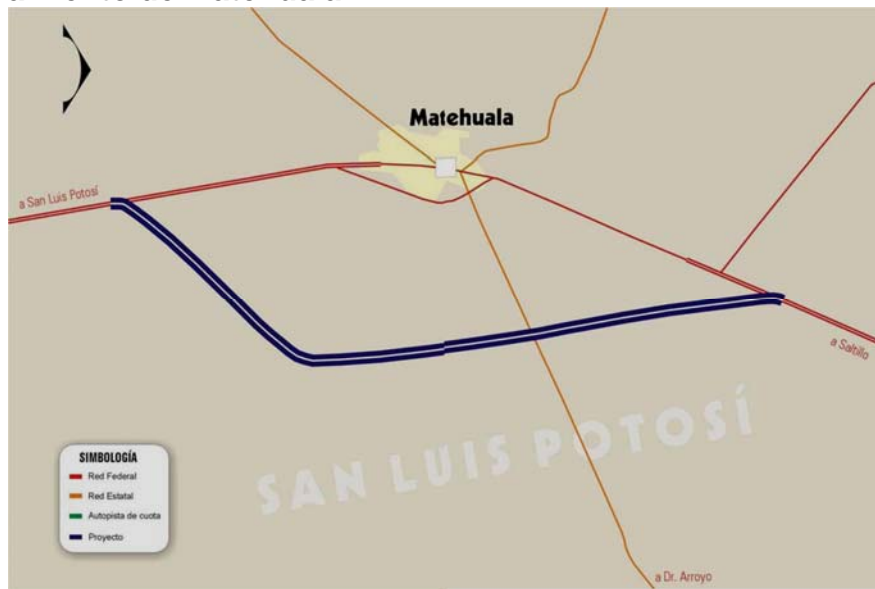 Matehuala
a San Luis Potosí
a Saltillo
SAN LUIS POTOSÍ
SIMBOLOGÍA
Red Federal
Red Estatal
Autopista de cuota
Proyecto
a Dr. Arroyo